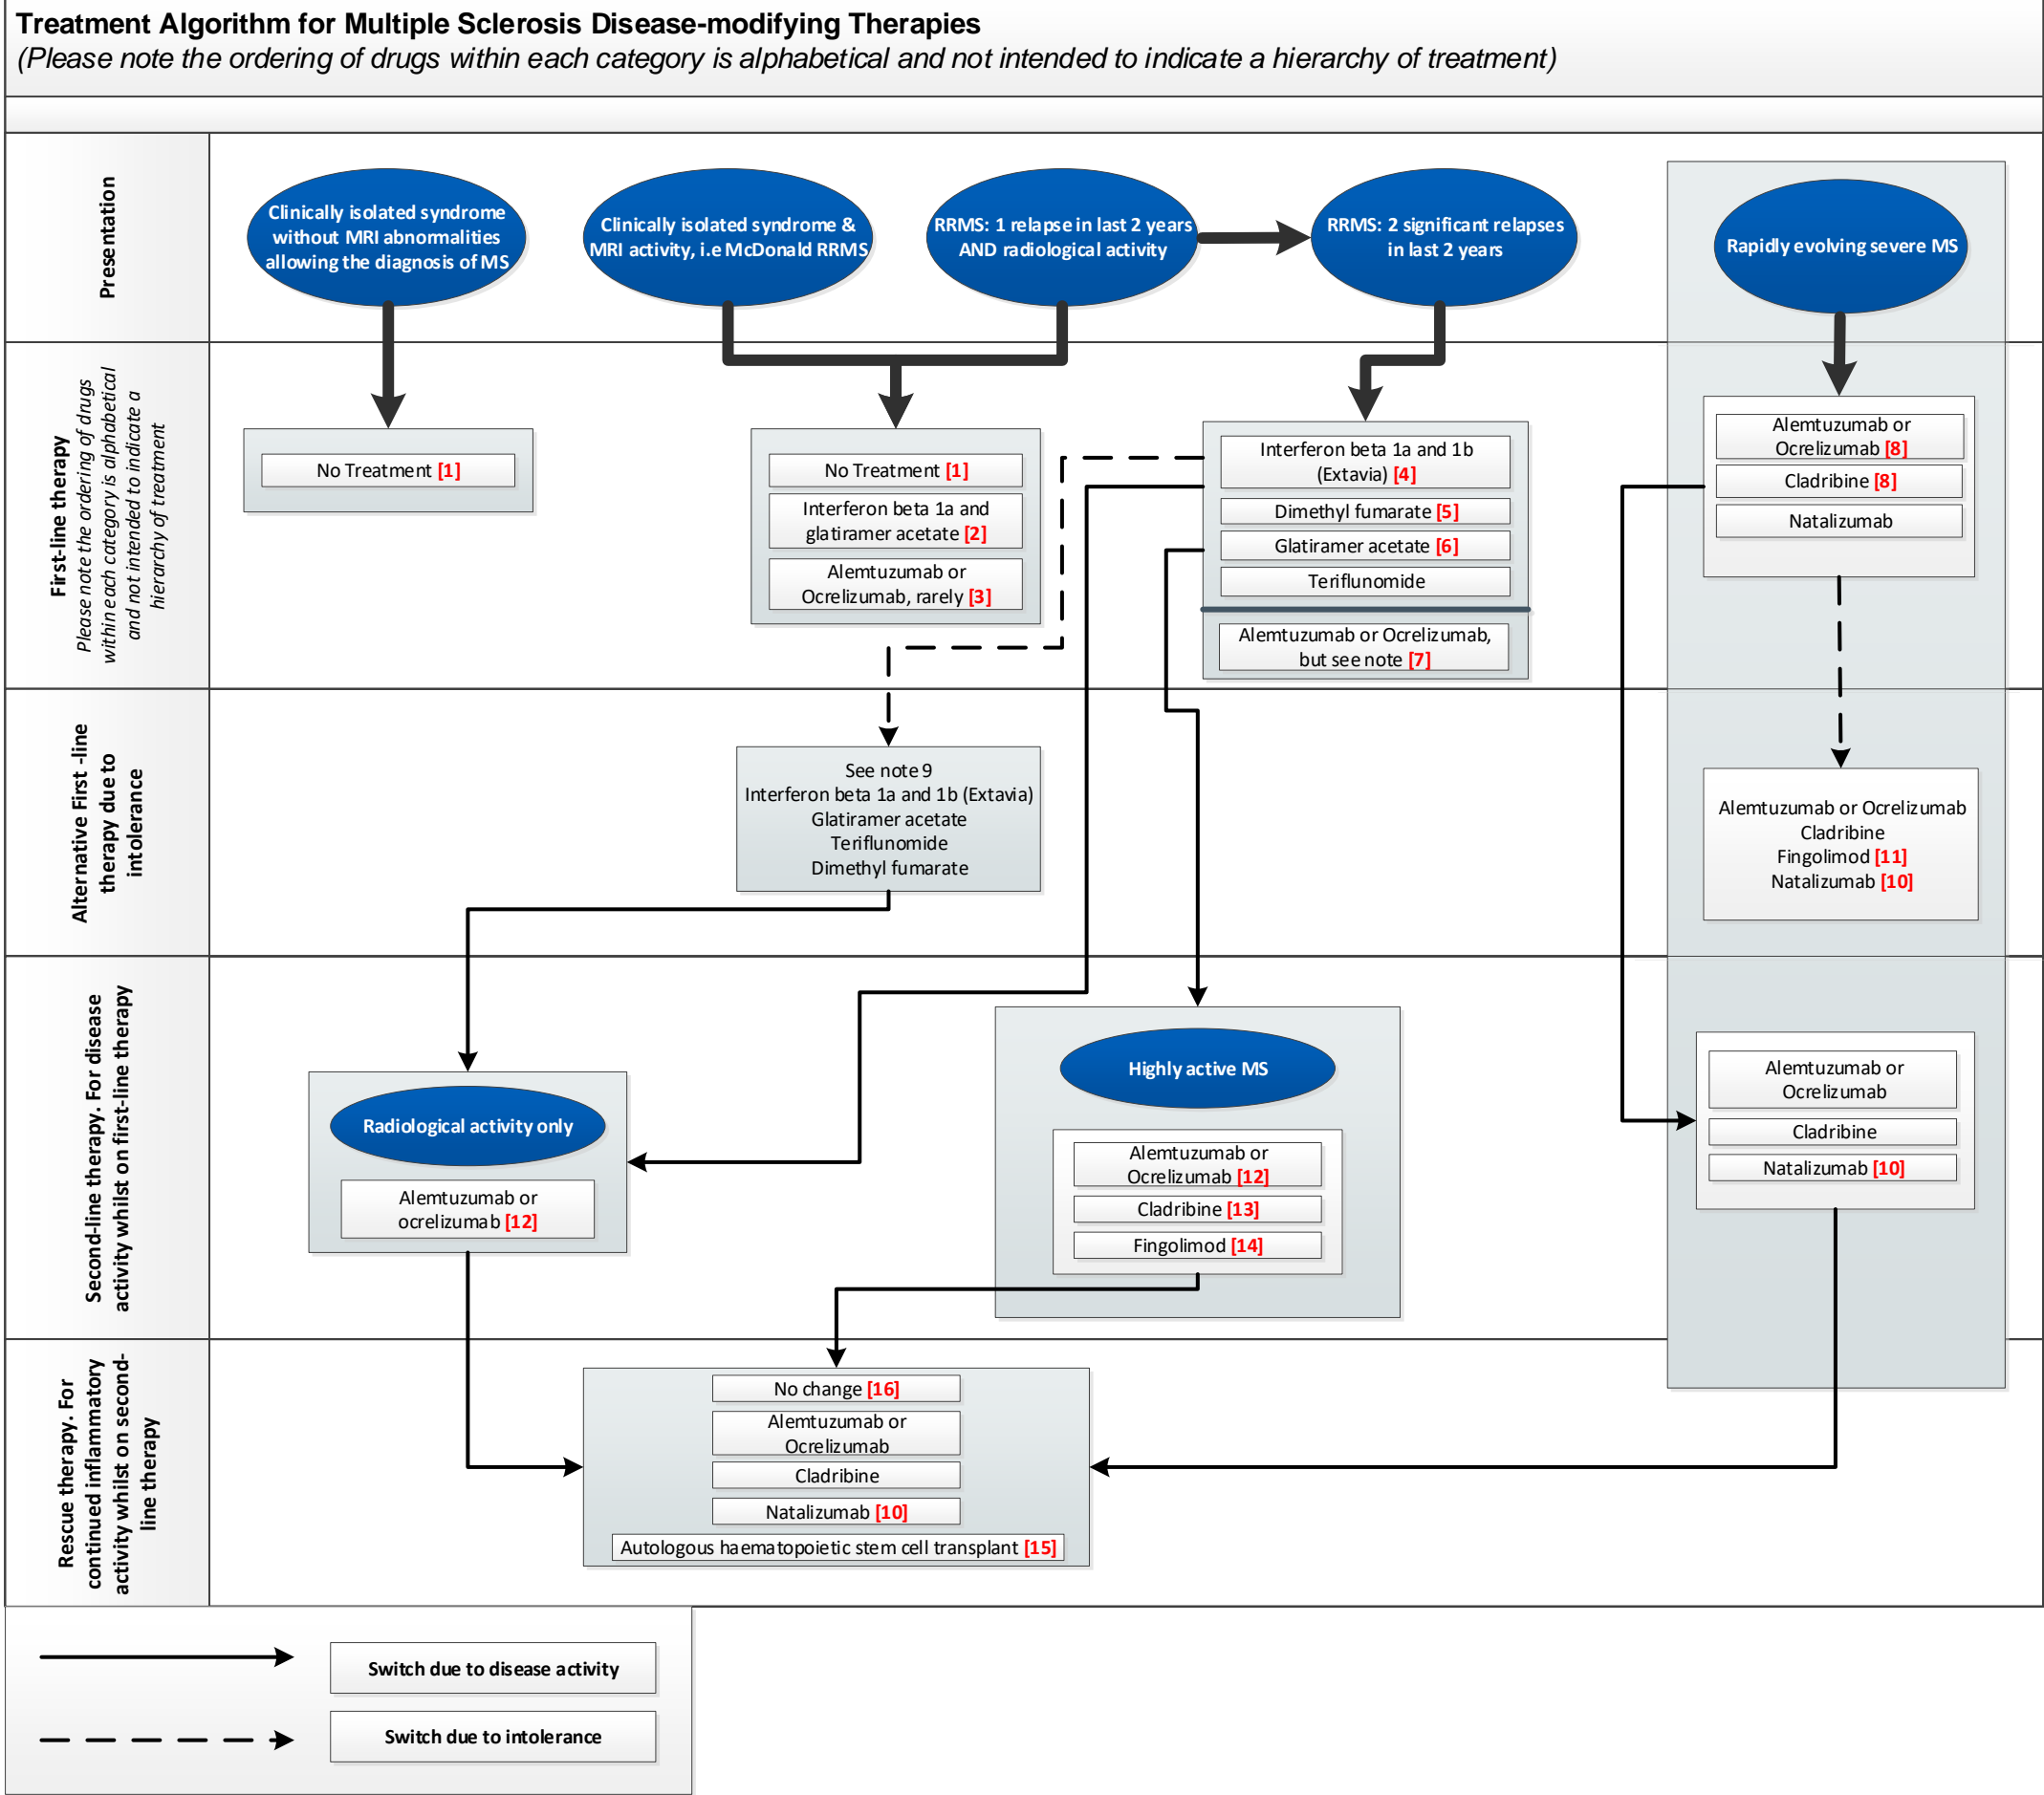 Treatment Algorithm for Multiple Sclerosis Disease-modifying Therapies
(Please note the ordering of drugs within each category is alphabetical and not intended to indicate a hierarchy of treatment)
Presentation
Clinically isolated syndrome
without MRI abnormalities
allowing the diagnosis of MS
Clinically isolated syndrome &
MRI activity, i.e McDonald RRMS
RRMS: 1 relapse in last 2 years
AND radiological activity
RRMS: 2 significant relapses
in last 2 years
Rapidly evolving severe MS
First-line therapy
Please note the ordering of drugs
within each category is alphabetical
and not intended to indicate a
hierarchy of treatment
No Treatment [1]
No Treatment [1]
Interferon beta 1a and
glatiramer acetate [2]
Alemtuzumab or
Ocrelizumab, rarely [3]
Interferon beta 1a and 1b
(Extavia) [4]
Dimethyl fumarate [5]
Glatiramer acetate [6]
Teriflunomide
Alemtuzumab or Ocrelizumab,
but see note [7]
Alemtuzumab or
Ocrelizumab [8]
Cladribine [8]
Natalizumab
Alternative First -line
therapy due to
intolerance
See note 9
Interferon beta 1a and 1b (Extavia)
Glatiramer acetate
Teriflunomide
Dimethyl fumarate
Alemtuzumab or Ocrelizumab
Cladribine
Fingolimod [11]
Natalizumab [10]
Second-line therapy. For disease
activity whilst on first-line therapy
Radiological activity only
Alemtuzumab or
ocrelizumab [12]
Highly active MS
Alemtuzumab or
Ocrelizumab [12]
Cladribine [13]
Fingolimod [14]
Alemtuzumab or
Ocrelizumab
Cladribine
Natalizumab [10]
Rescue therapy. For
continued inflammatory
activity whilst on second-
line therapy
No change [16]
Alemtuzumab or
Ocrelizumab
Cladribine
Natalizumab [10]
Autologous haematopoietic stem cell transplant [15]
Switch due to disease activity
Switch due to intolerance